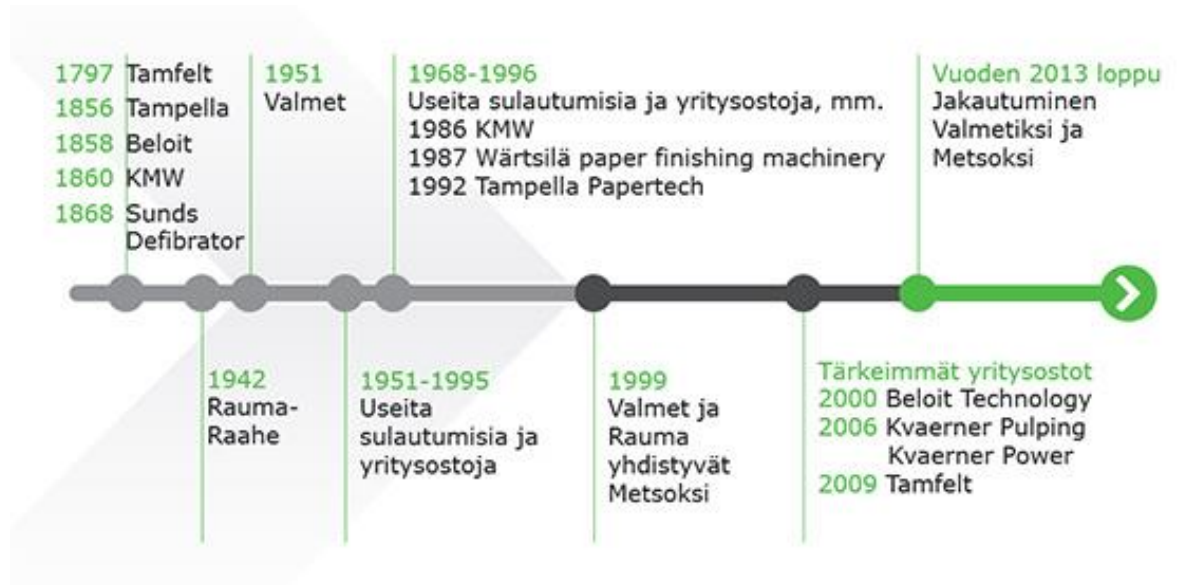 1797 Tamfelt
1856 Tampella
1858 Beloit
1860 KMW
1868 Sunds
Defibrator
1951
Valmet
1968-1996
Useita sulautumisia ja yritysostoja, mm.
1986 KMW
1987 Wärtsilä paper finishing machinery
1992 Tampella Papertech
Vuoden 2013 loppu
Jakautuminen
Valmetiksi ja
Metsoksi
1942
Rauma-
Raahe
1951-1995
Useita
sulautumisia ja
yritysostoja
1999
Valmet ja
Rauma
yhdistyvät
Metsoksi
Tärkeimmät yritysostot
2000 Beloit Technology
2006 Kvaerner Pulping
Kvaerner Power
2009 Tamfelt